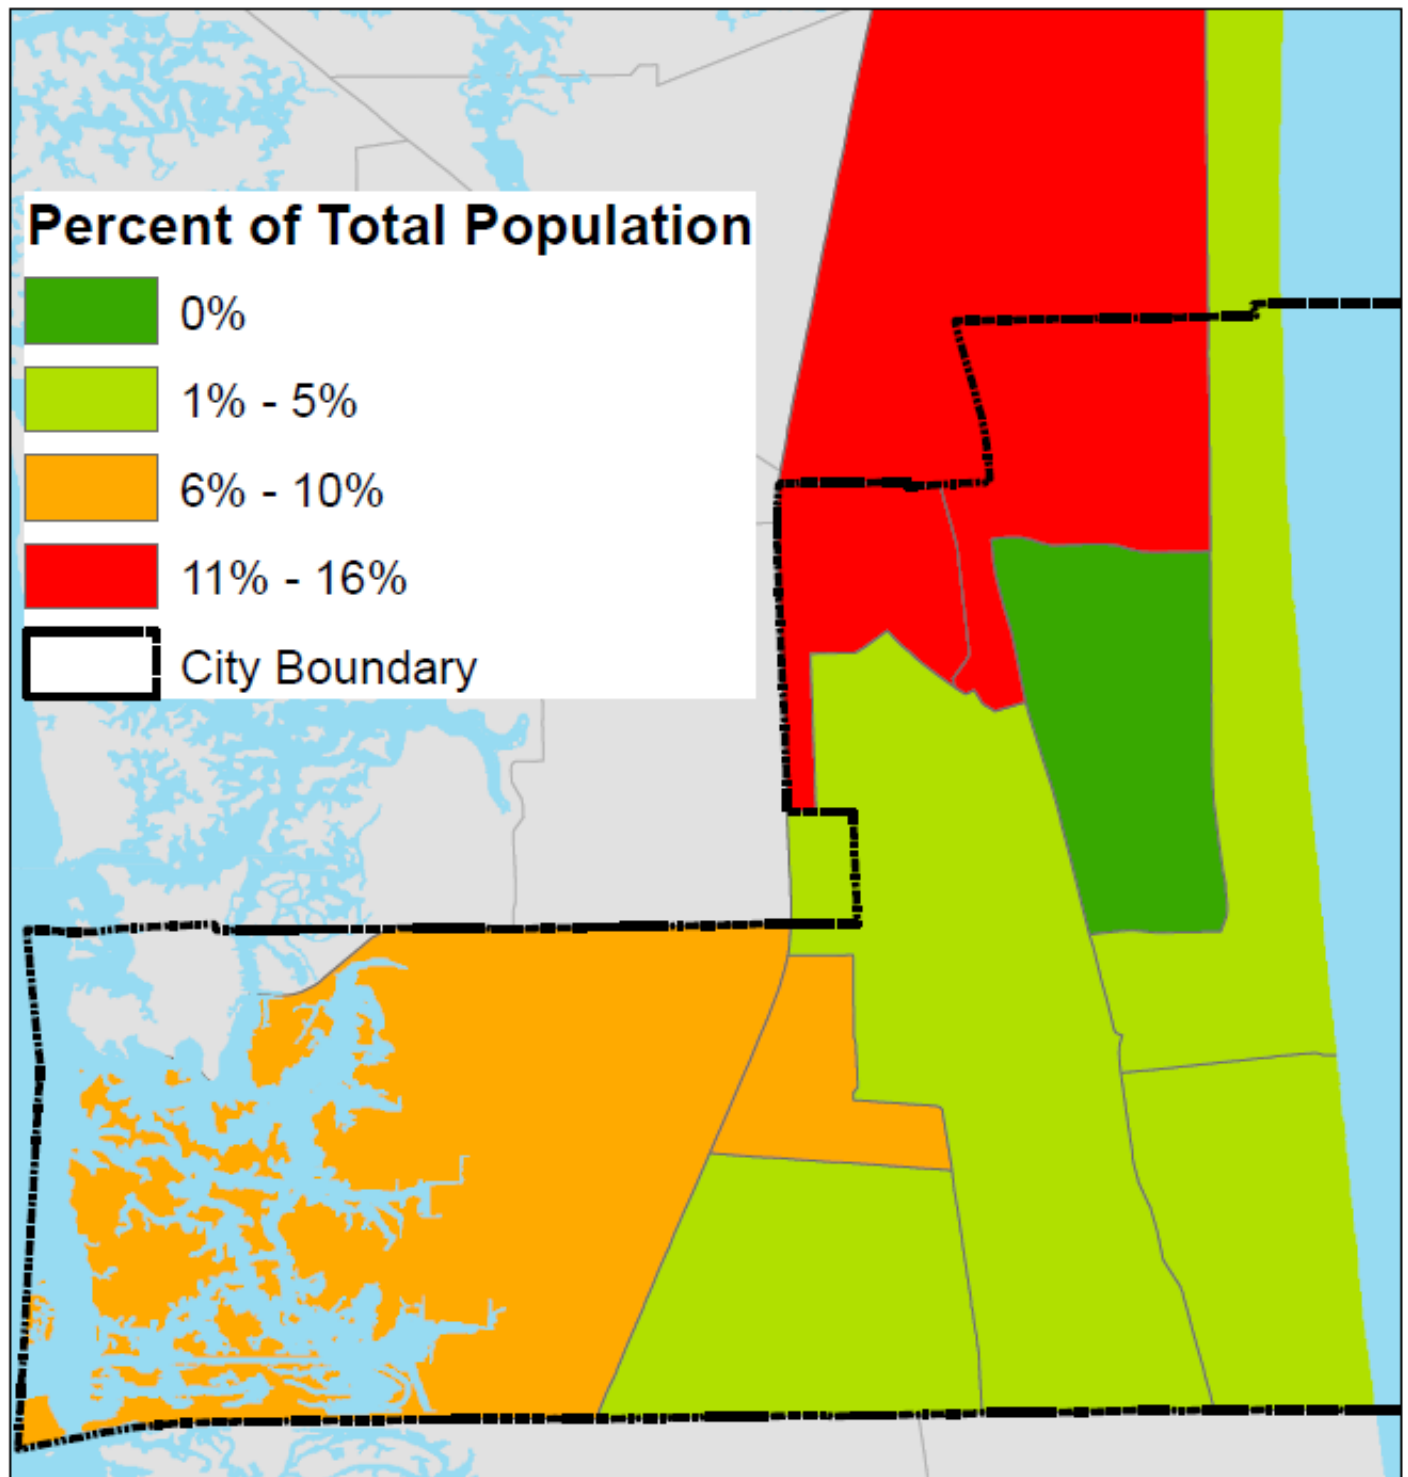 Percent of Total Population
0%
1% - 5%
6% - 10%
11% - 16%
City Boundary